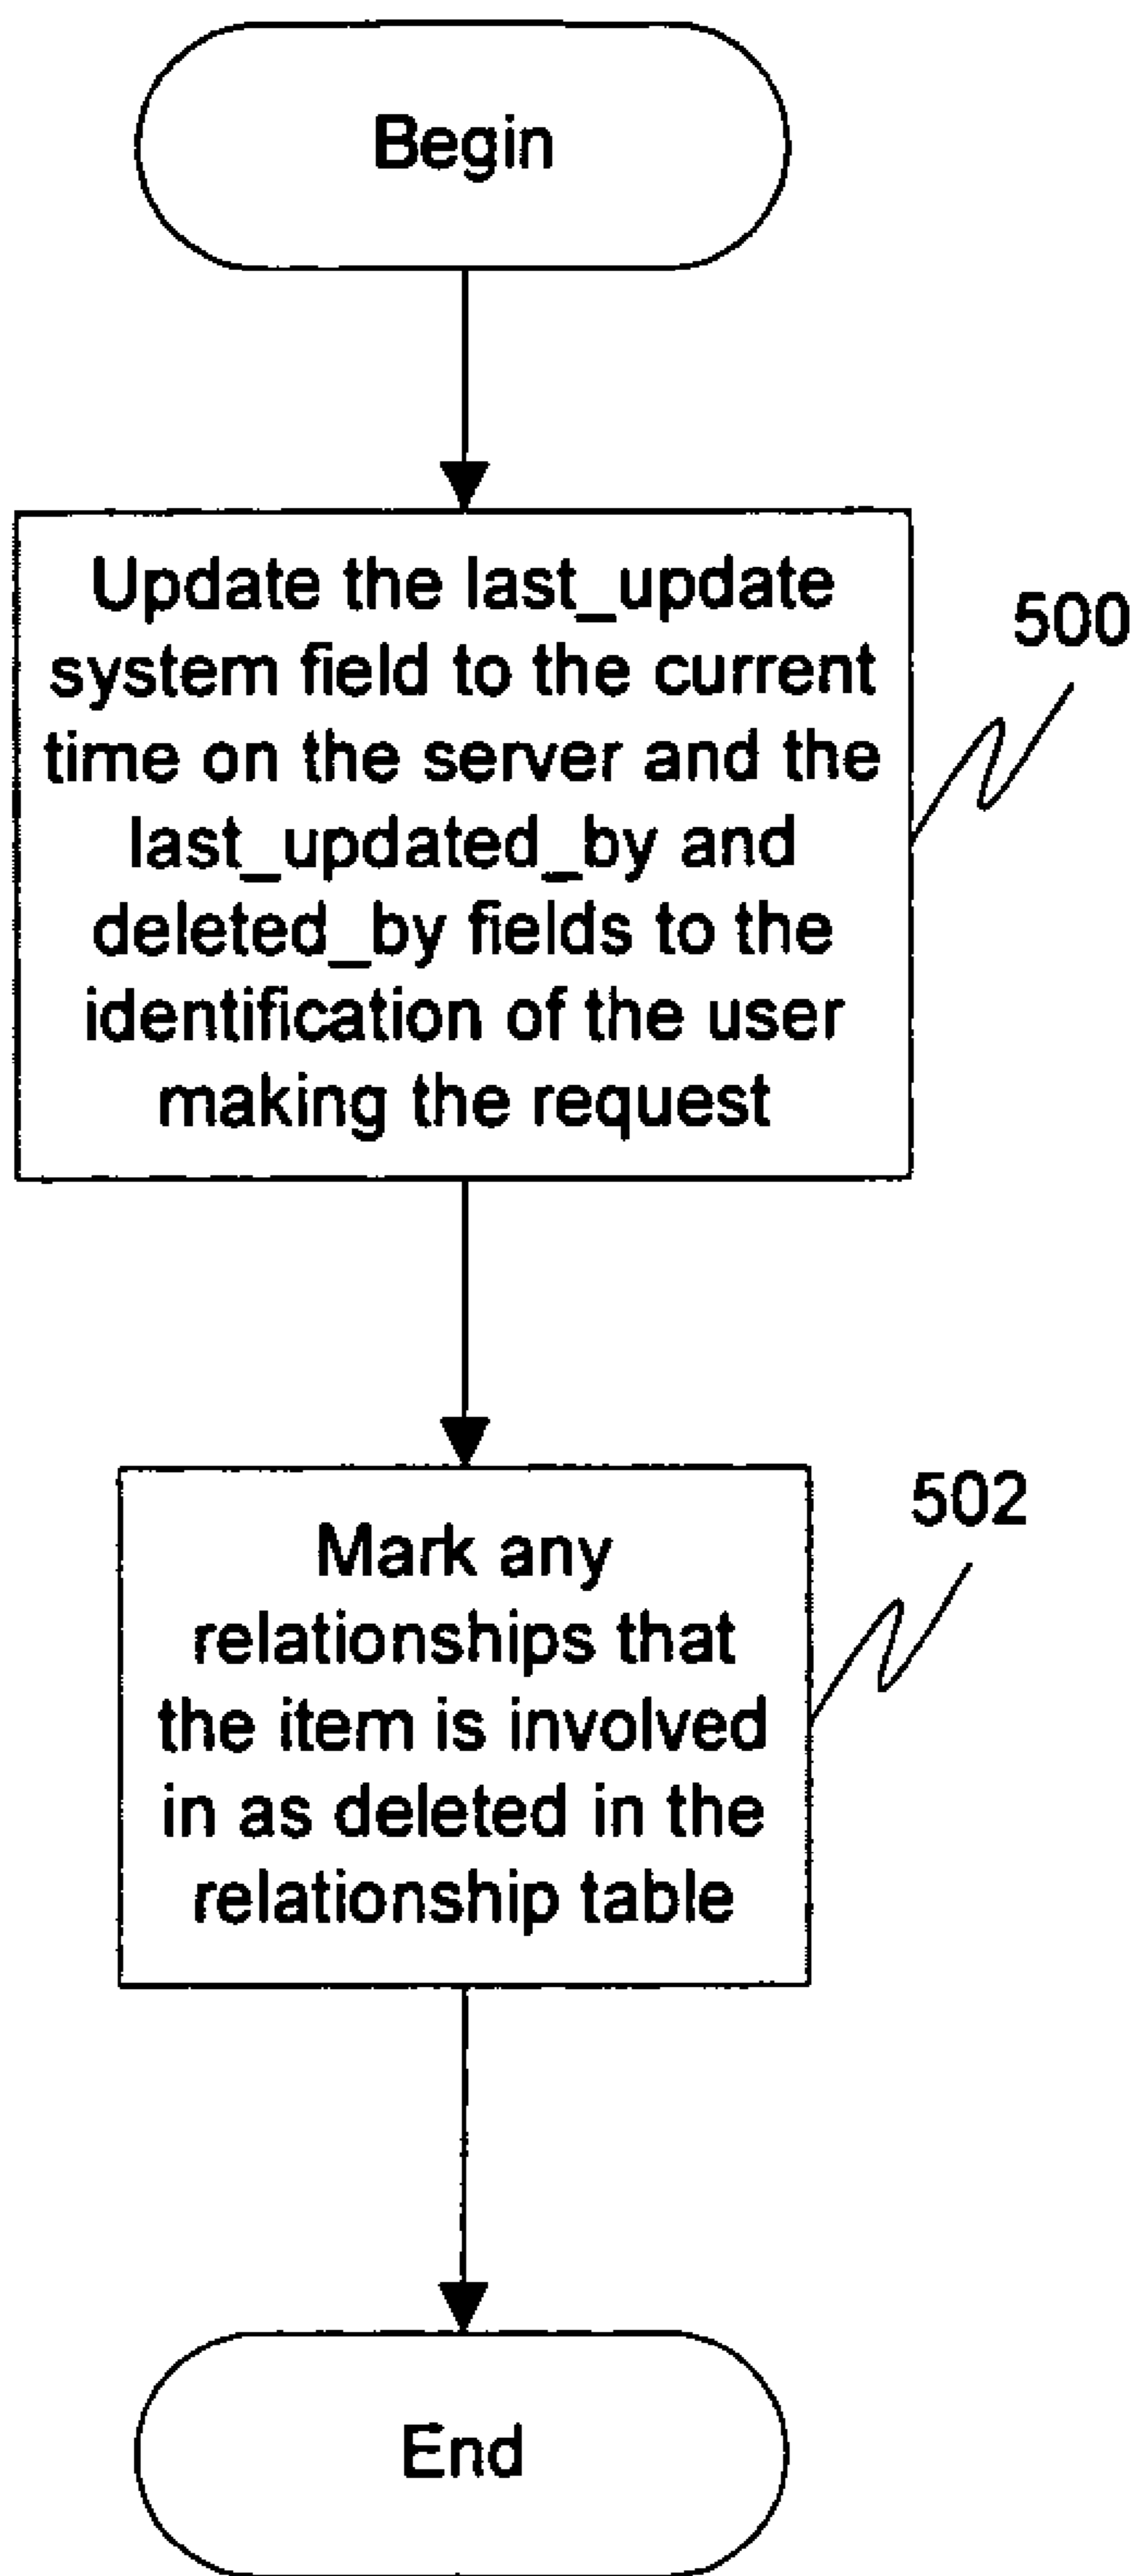 Begin
Update the last_update
system field to the current
time on the server and the
last_updated_by and
deleted_by fields to the
identification of the user
making the request
500
Mark any
relationships that
the item is involved
in as deleted in the
relationship table
502
End